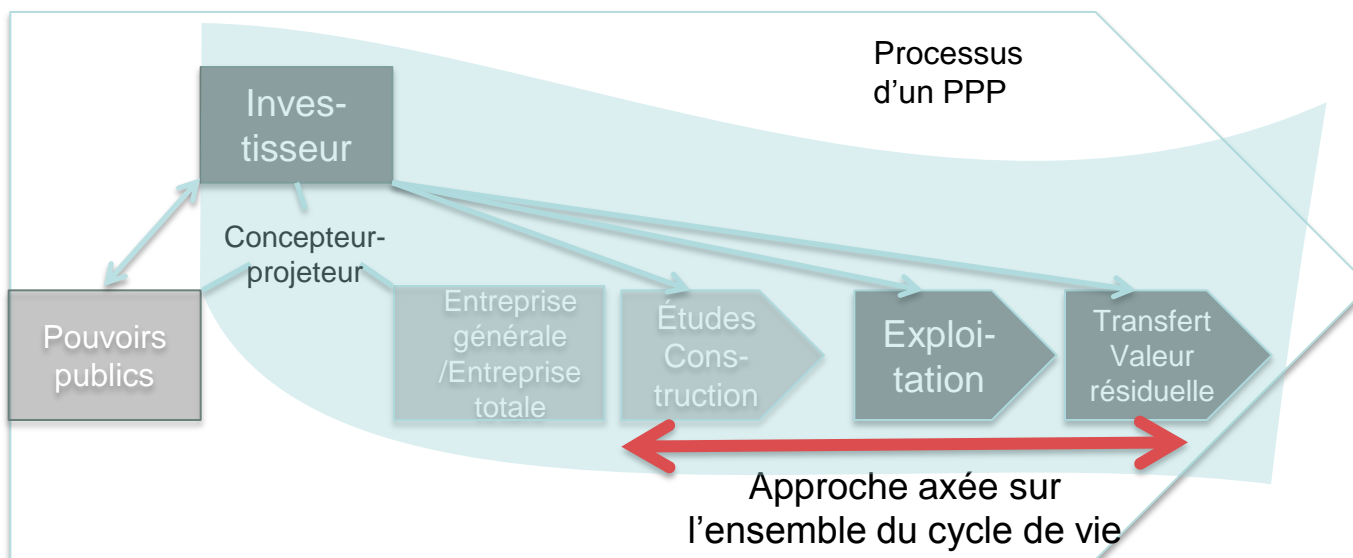 Processus
d'un PPP
Inves-
tisseur
Concepteur-
projeteur
Pouvoirs
publics
Entreprise
générale
/Entreprise
totale
Études
Cons-
truction
Exploi-
tation
Transfert
Valeur
résiduelle
Approche axée sur
l'ensemble du cycle de vie